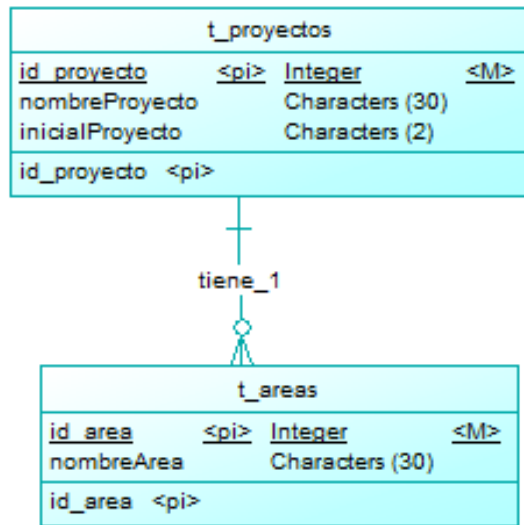 t_proyectos
id_proyecto <pi> Integer <M>
nombreProyecto Characters (30)
inicialProyecto Characters (2)
id_proyecto <pi>
tiene_1
t_areas
id_area <pi> Integer <M>
nombreArea Characters (30)
id_area <pi>